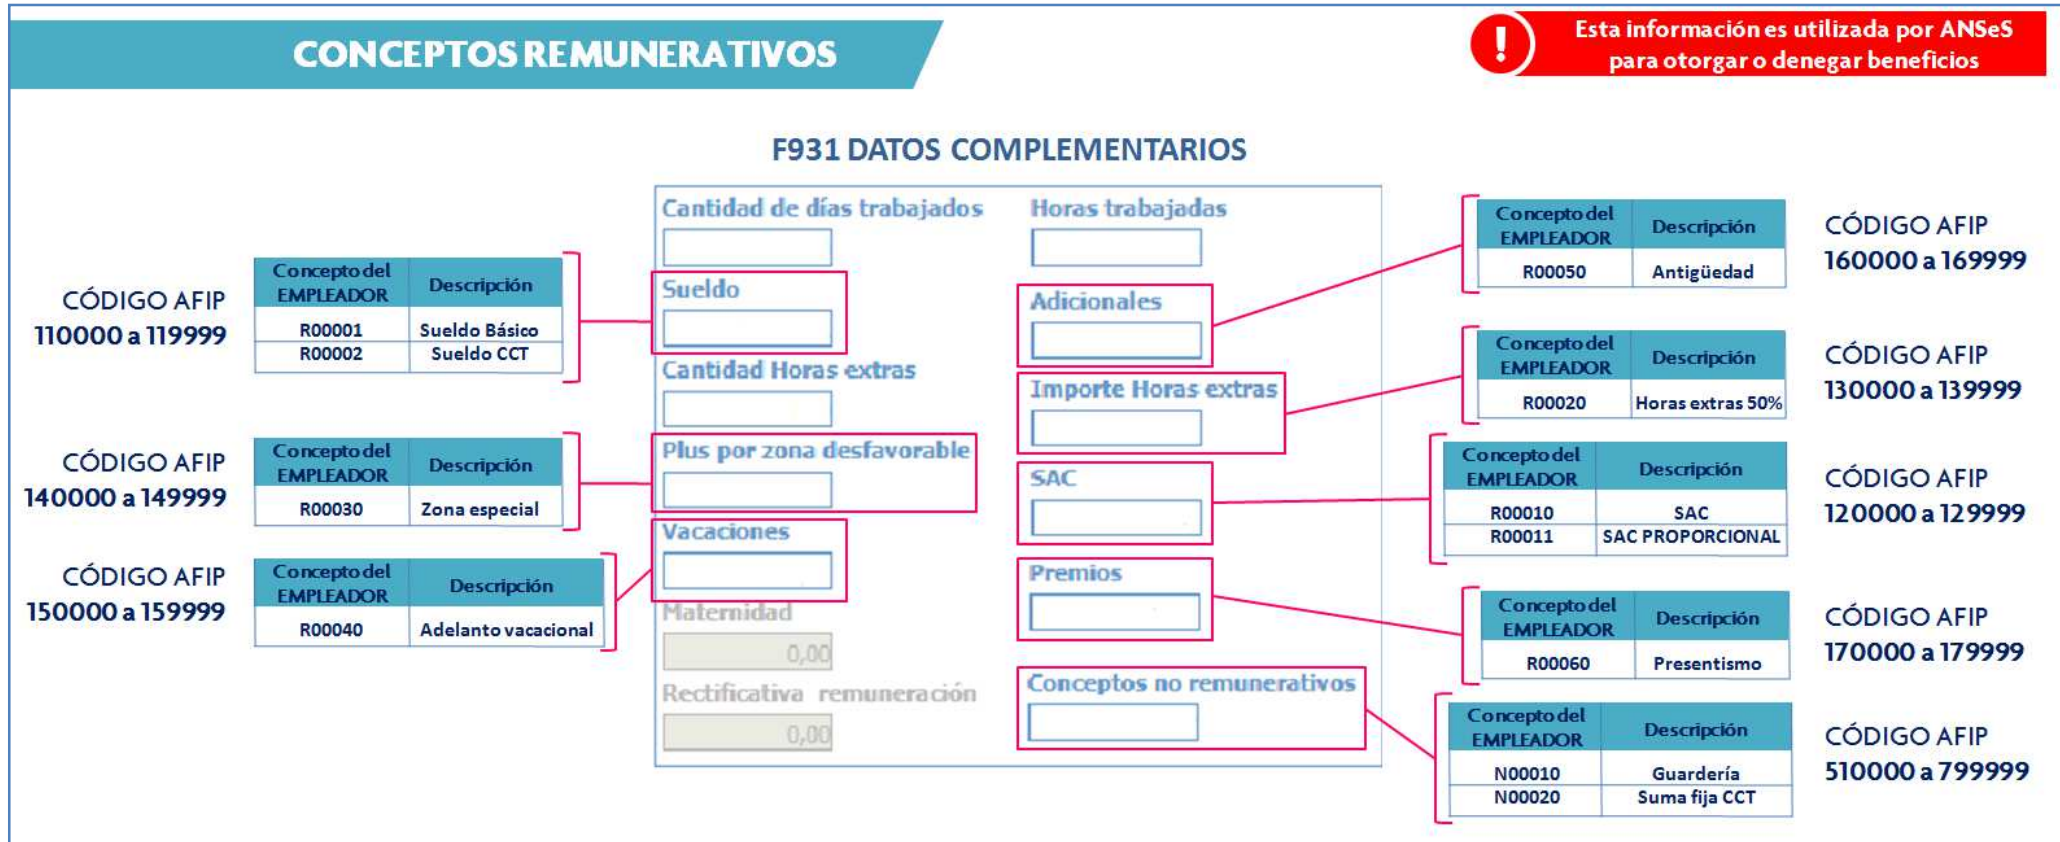 CONCEPTOS REMUNERATIVOS
Esta información es utilizada por ANSeS
para otorgar o denegar beneficios
F931 DATOS COMPLEMENTARIOS
CÓDIGO AFIP
110000 a 119999
Concepto del EMPLEADOR Descripción
R00001 Sueldo Básico
R00002 Sueldo CCT
CÓDIGO AFIP
140000 a 149999
Concepto del EMPLEADOR Descripción
R00030 Zona especial
CÓDIGO AFIP
150000 a 159999
Concepto del EMPLEADOR Descripción
R00040 Adelanto vacacional
Cantidad de días trabajados
Sueldo
Cantidad Horas extras
Plus por zona desfavorable
Vacaciones
Maternidad
0,00
Rectificativa remuneración
0,00
Horas trabajadas
Adicionales
Importe Horas extras
SAC
Premios
Conceptos no remunerativos
Concepto del EMPLEADOR Descripción
R00050 Antigüedad
CÓDIGO AFIP
160000 a 169999
Concepto del EMPLEADOR Descripción
R00020 Horas extras 50%
CÓDIGO AFIP
130000 a 139999
Concepto del EMPLEADOR Descripción
R00010 SAC
R00011 SAC PROPORCIONAL
CÓDIGO AFIP
120000 a 129999
Concepto del EMPLEADOR Descripción
R00060 Presentismo
CÓDIGO AFIP
170000 a 179999
Concepto del EMPLEADOR Descripción
N00010 Guardería
N00020 Suma fija CCT
CÓDIGO AFIP
510000 a 799999